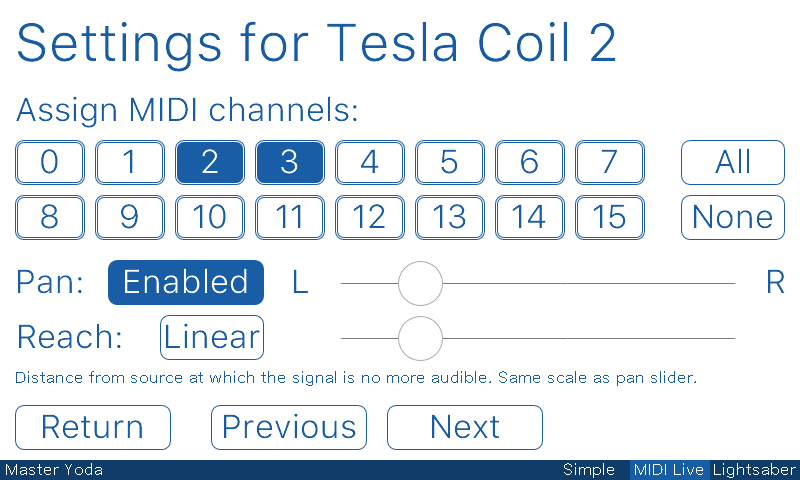 Settings for Tesla Coil 2
Assign MIDI channels:
0 1 2 3 4 5 6 7 All
8 9 10 11 12 13 14 15 None
Pan: Enabled L R
Reach: Linear
Distance from source at which the signal is no more audible. Same scale as pan slider.
Return Previous Next
Master Yoda Simple MIDI Live Lightsaber